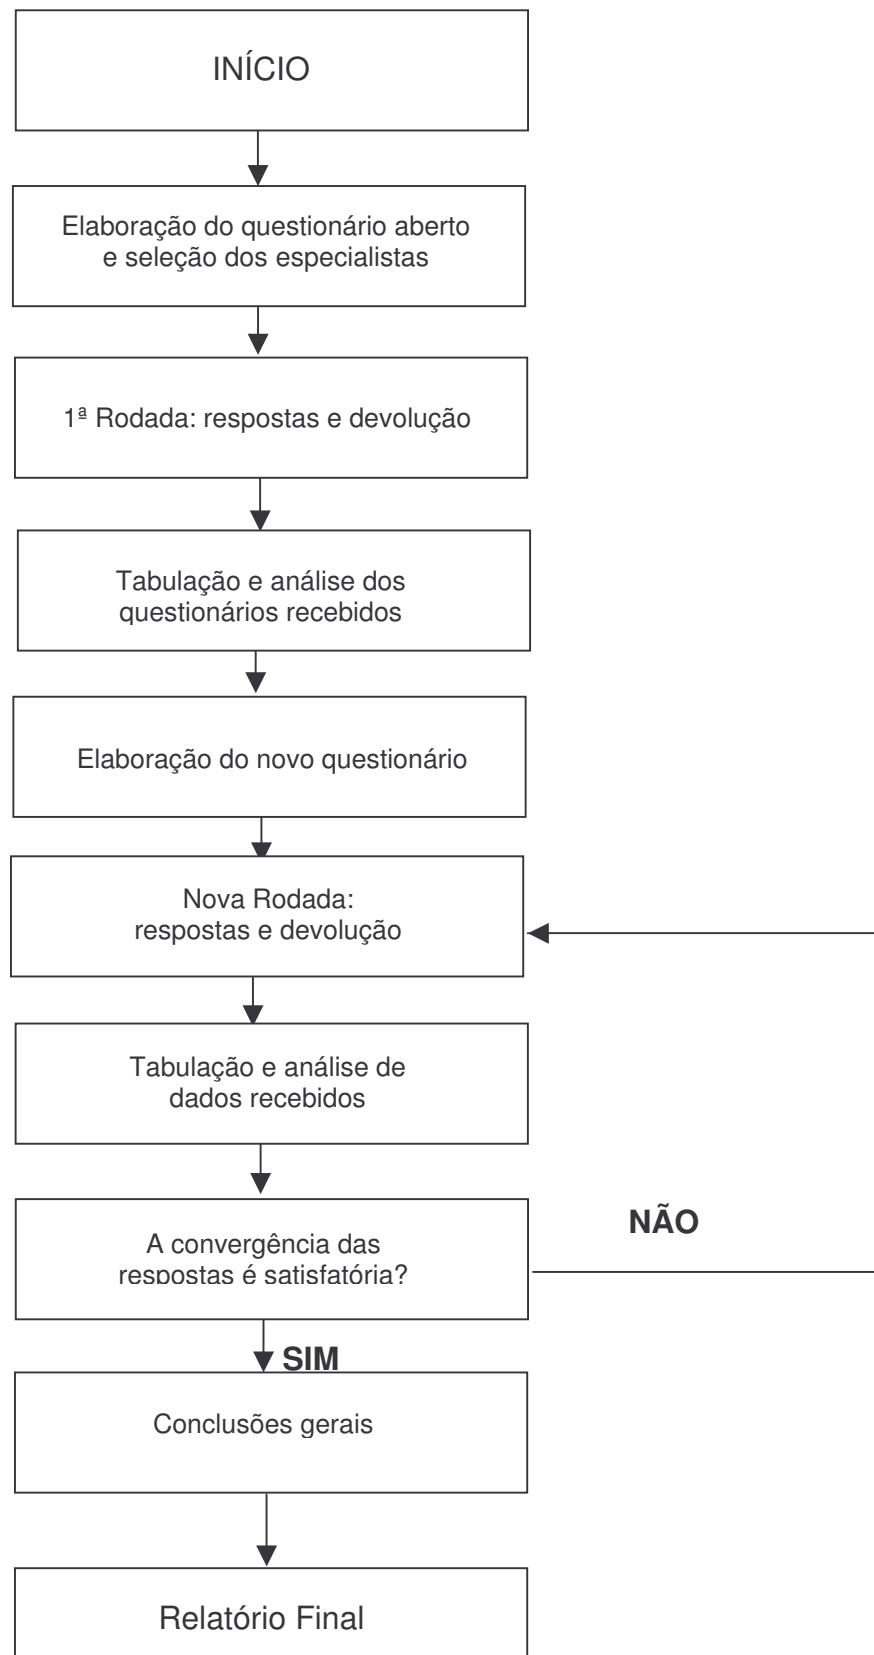 INÍCIO
Elaboração do questionário aberto
e seleção dos especialistas
1ª Rodada: respostas e devolução
Tabulação e análise dos
questionários recebidos
Elaboração do novo questionário
Nova Rodada:
respostas e devolução
Tabulação e análise de
dados recebidos
A convergência das
respostas é satisfatória?
NÃO
SIM
Conclusões gerais
Relatório Final